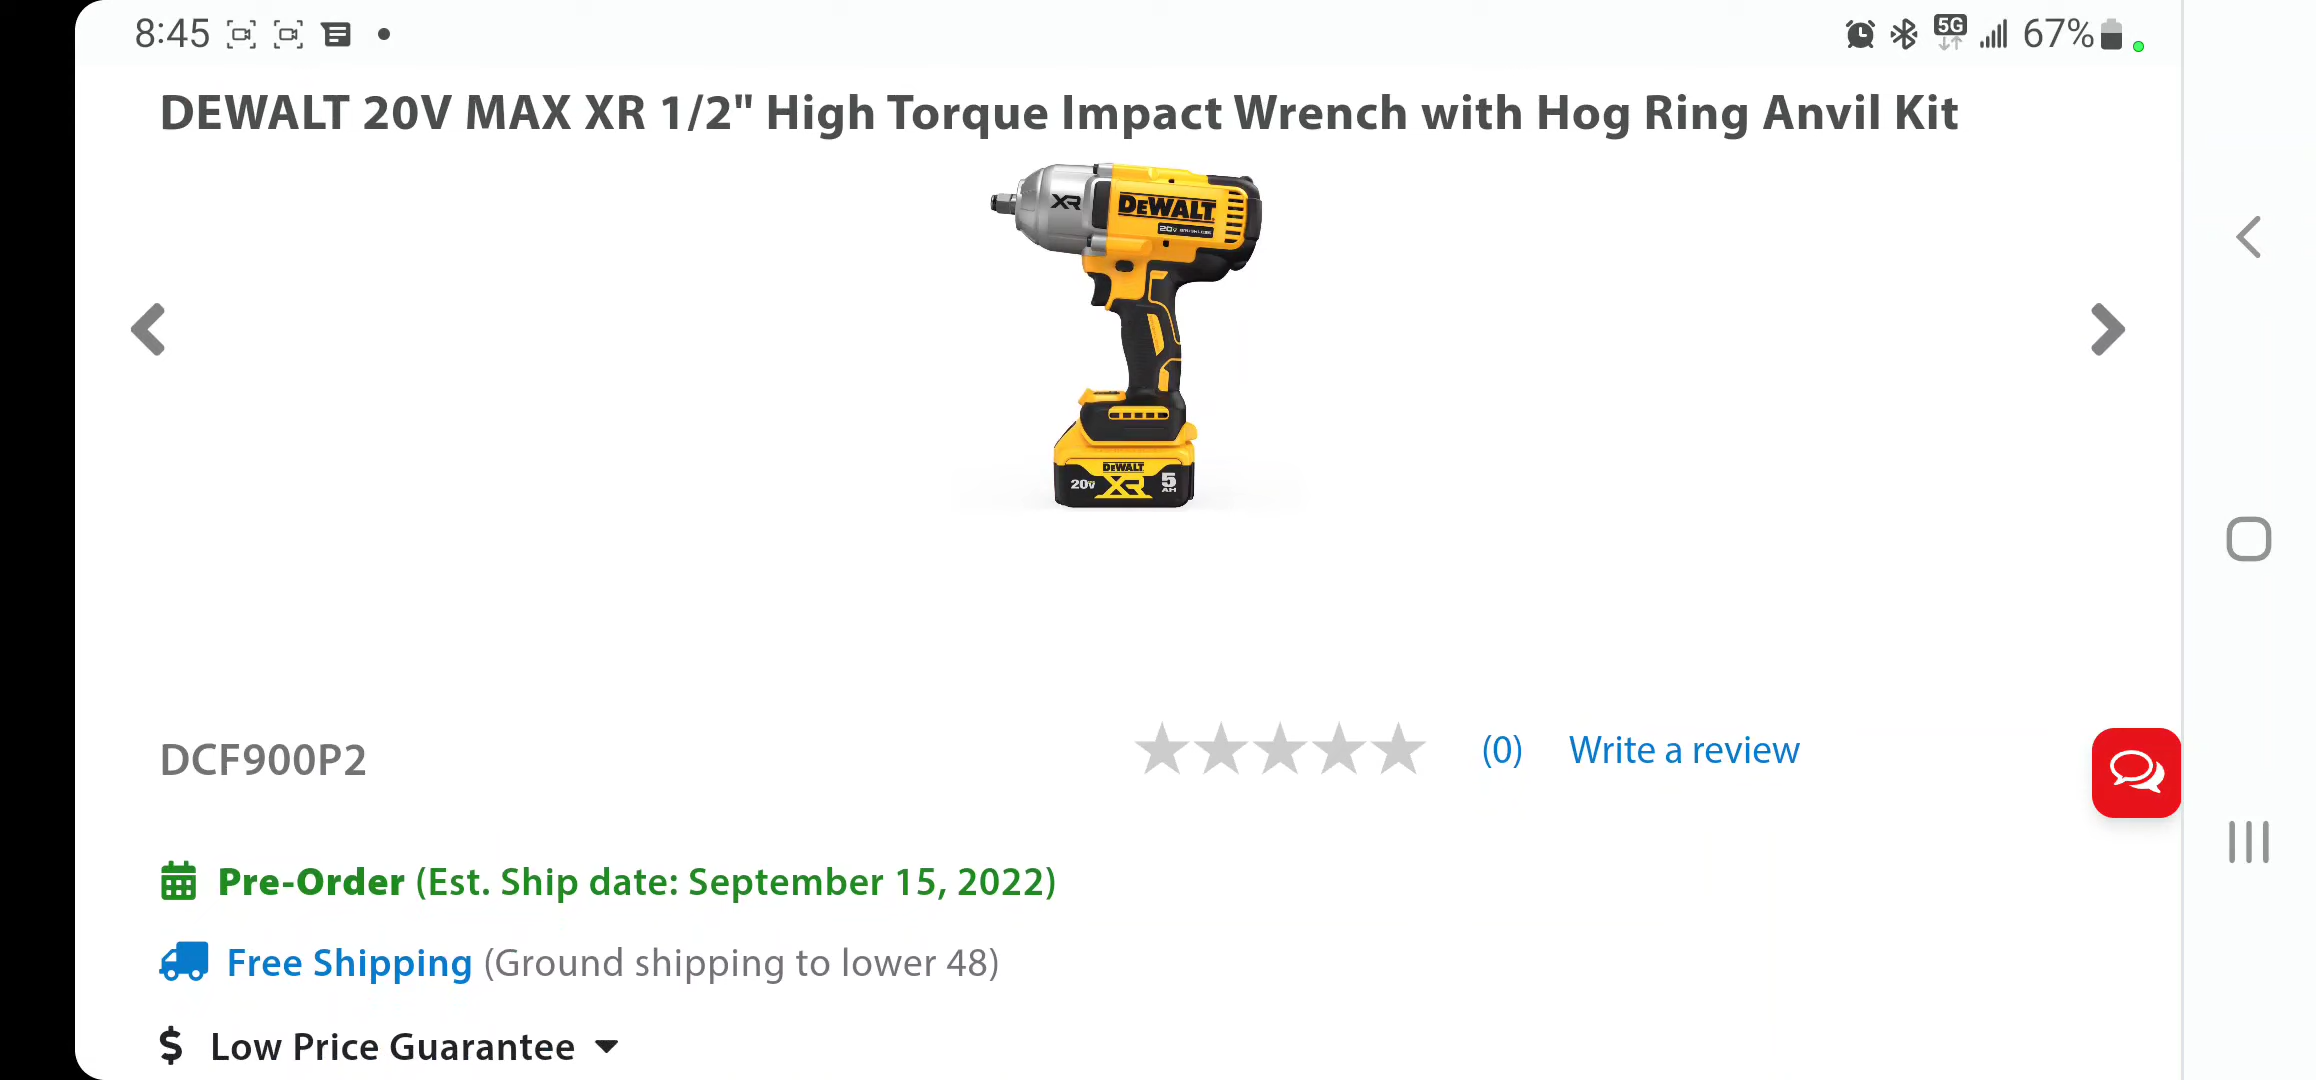 8:45
5G
67%
DEWALT 20V MAX XR 1/2" High Torque Impact Wrench with Hog Ring Anvil Kit
XR
DEWALT
20V
DEWALT
20V XR 5 AH
DCF900P2
(0) Write a review
Pre-Order (Est. Ship date: September 15, 2022)
Free Shipping (Ground shipping to lower 48)
$ Low Price Guarantee